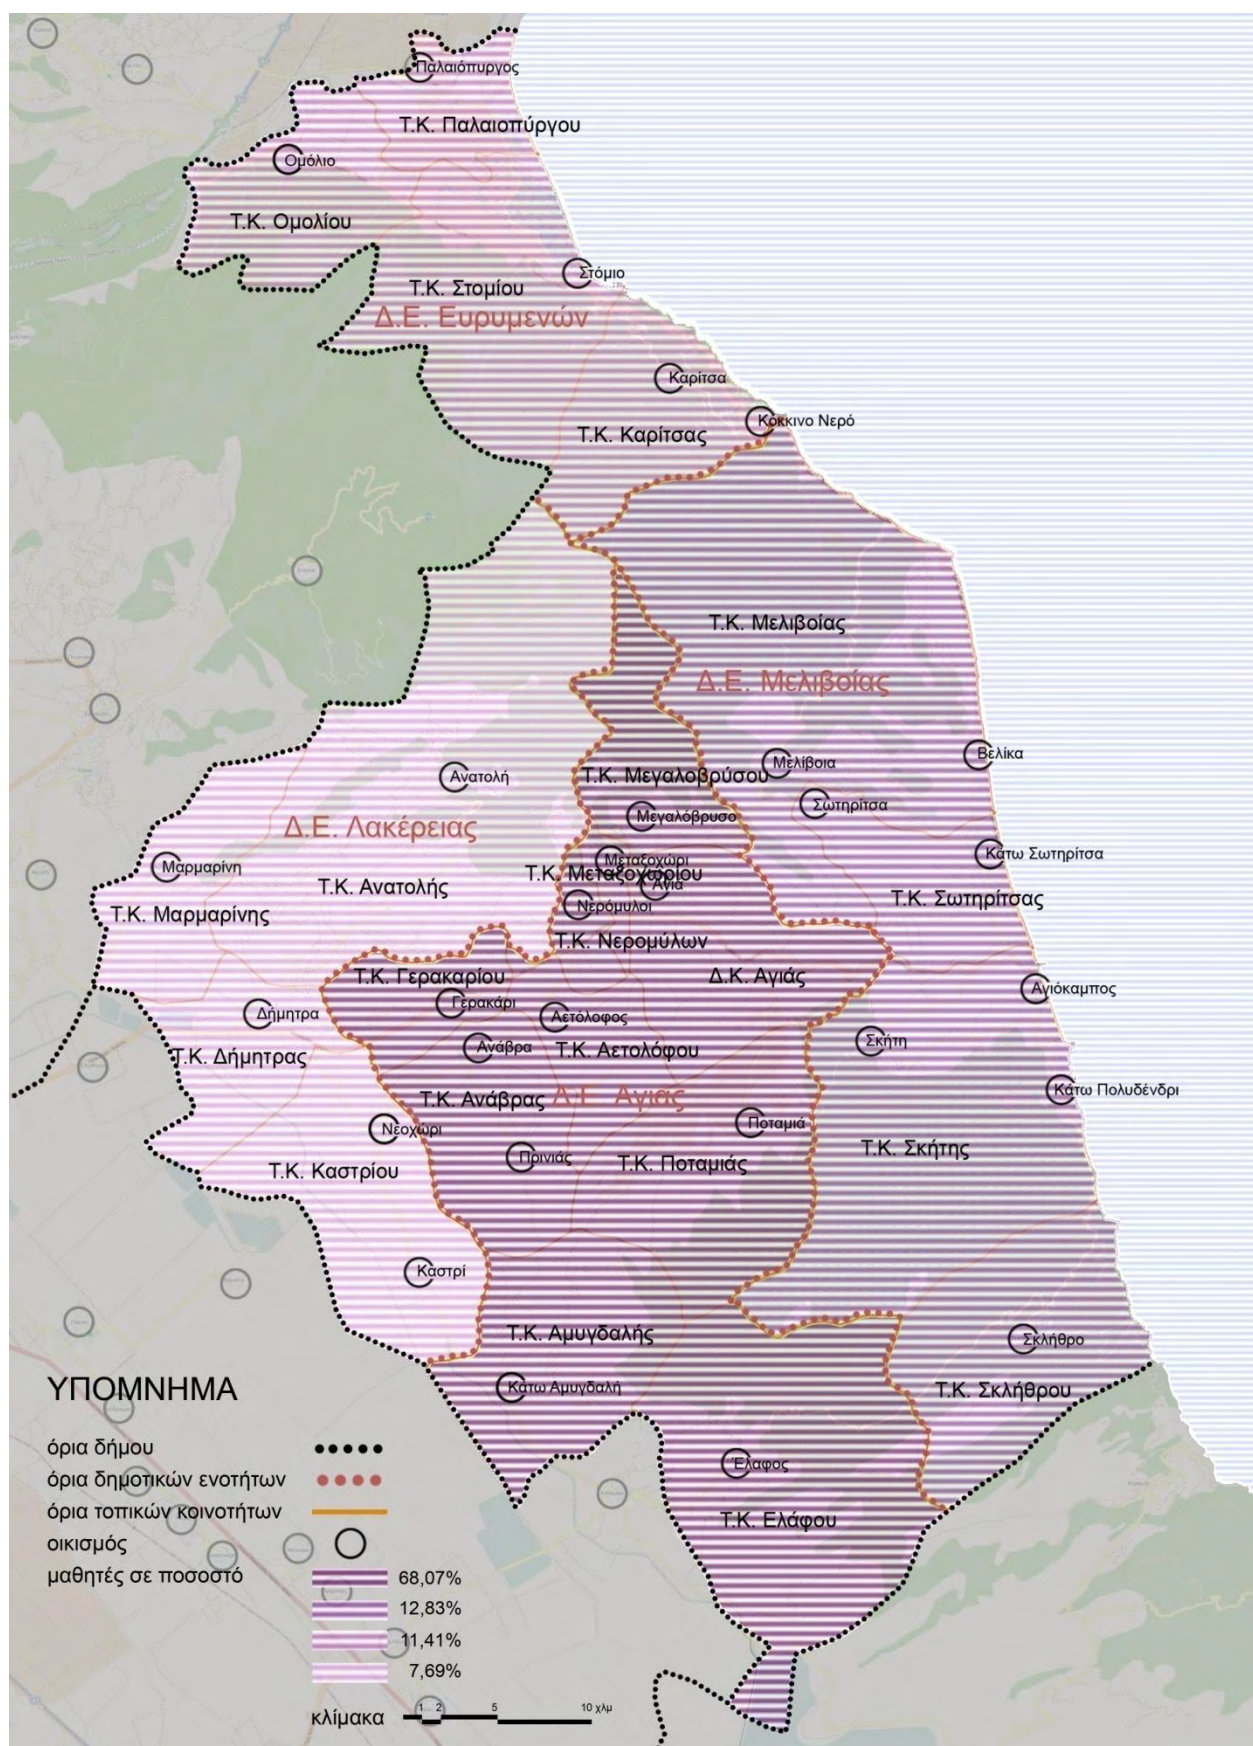 Παλαιόπυργος
Τ.Κ. Παλαιοπύργου
Ομόλιο
Τ.Κ. Ομολίου
Στόμιο
Τ.Κ. Στομίου
Δ.Ε. Ευρυμενών
Καρίτσα
Κόκκινο Νερό
Τ.Κ. Καρίτσας
Τ.Κ. Μελιβοίας
Δ.Ε. Μελιβοίας
Βελίκα
Μελίβοια
Τ.Κ. Μεγαλοβρύσου
Ανατολή
Σωτηρίτσα
Μεγαλόβρυσο
Δ.Ε. Λακέρειας
Κάτω Σωτηρίτσα
Μεταξοχώρι
Μαρμαρίνη
Τ.Κ. Μεταξοχωρίου
Αγιά
Τ.Κ. Ανατολής
Τ.Κ. Σωτηρίτσας
Νερόμυλοι
Τ.Κ. Μαρμαρίνης
Τ.Κ. Νερομύλων
Τ.Κ. Γερακαρίου
Δ.Κ. Αγιάς
Αγιόκαμπος
Γερακάρι
Δήμητρα
Αετόλοφος
Σκήτη
Ανάβρα
Τ.Κ. Αετολόφου
Τ.Κ. Δήμητρας
Κάτω Πολυδένδρι
Τ.Κ. Ανάβρας
Δ.Ε. Αγιας
Ποταμιά
Νεοχώρι
Τ.Κ. Σκήτης
Πρινιάς
Τ.Κ. Ποταμιάς
Τ.Κ. Καστρίου
Καστρί
Τ.Κ. Αμυγδαλής
Σκλήθρο
Κάτω Αμυγδαλή
Τ.Κ. Σκλήθρου
Έλαφος
Τ.Κ. Ελάφου
ΥΠΟΜΝΗΜΑ
όρια δήμου
όρια δημοτικών ενοτήτων
όρια τοπικών κοινοτήτων
οικισμός
μαθητές σε ποσοστό
68,07%
12,83%
11,41%
7,69%
κλίμακα
1 2 5 10 χλμ